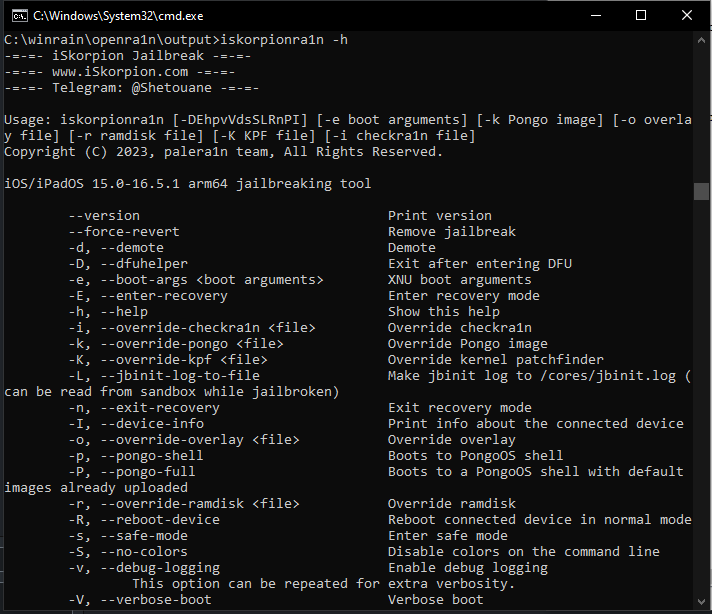 C:\Windows\System32\cmd.exe
C:\winrain\openra1n\output>iskorpionra1n -h
-=-=- iSkorpion Jailbreak -=-=-
-=-=- www.iSkorpion.com -=-=-
-=-=- Telegram: @Shetouane -=-=-
Usage: iskorpionra1n [-DEhpvVdsSLRnPI] [-e boot arguments] [-k Pongo image] [-o overla
y file] [-r ramdisk file] [-K KPF file] [-i checkra1n file]
Copyright (C) 2023, palera1n team, All Rights Reserved.
iOS/iPadOS 15.0-16.5.1 arm64 jailbreaking tool
--version Print version
--force-revert Remove jailbreak
-d, --demote Demote
-D, --dfuhelper Exit after entering DFU
-e, --boot-args <boot arguments> XNU boot arguments
-E, --enter-recovery Enter recovery mode
-h, --help Show this help
-i, --override-checkra1n <file> Override checkra1n
-k, --override-pongo <file> Override Pongo image
-K, --override-kpf <file> Override kernel patchfinder
-L, --jbinit-log-to-file Make jbinit log to /cores/jbinit.log (
can be read from sandbox while jailbroken)
-n, --exit-recovery Exit recovery mode
-I, --device-info Print info about the connected device
-o, --override-overlay <file> Override overlay
-p, --pongo-shell Boots to PongoOS shell
-P, --pongo-full Boots to a PongoOS shell with default
images already uploaded
-r, --override-ramdisk <file> Override ramdisk
-R, --reboot-device Reboot connected device in normal mode
-s, --safe-mode Enter safe mode
-S, --no-colors Disable colors on the command line
-v, --debug-logging Enable debug logging
This option can be repeated for extra verbosity.
-V, --verbose-boot Verbose boot